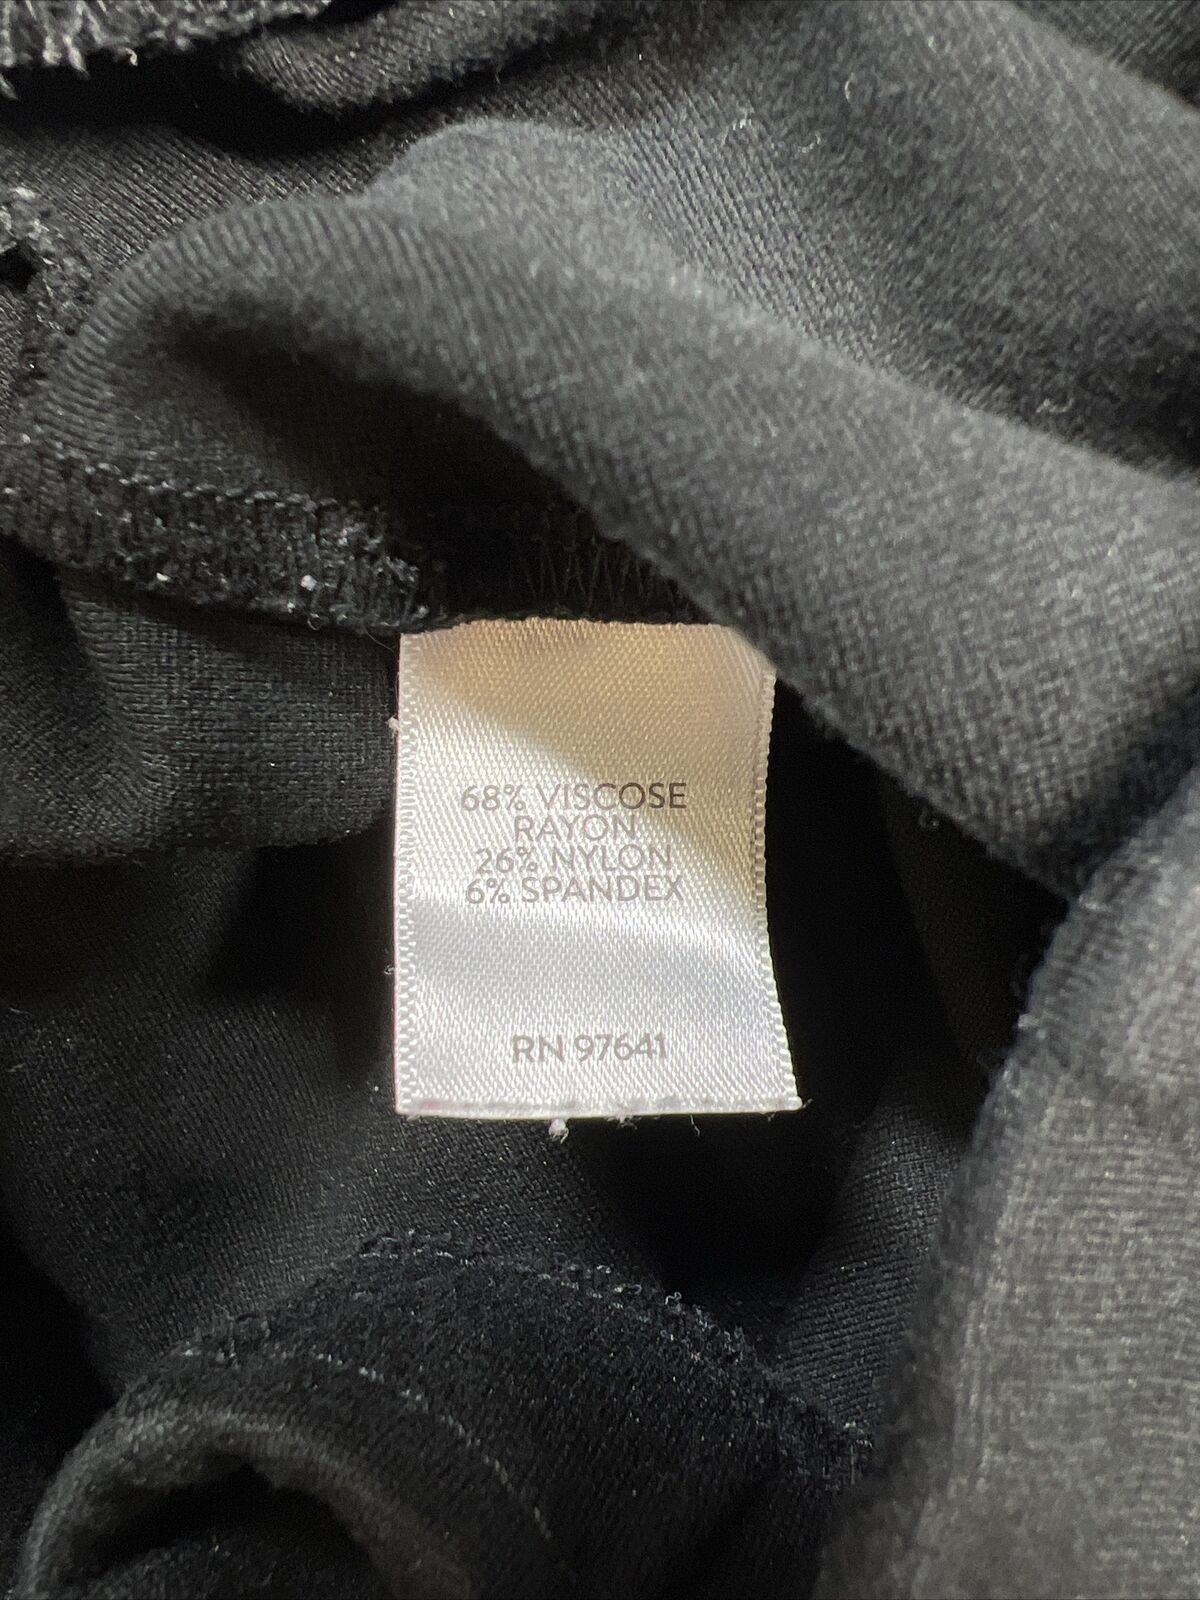 68% VISCOSE
RAYON
26% NYLON
6% SPANDEX
RN 97641